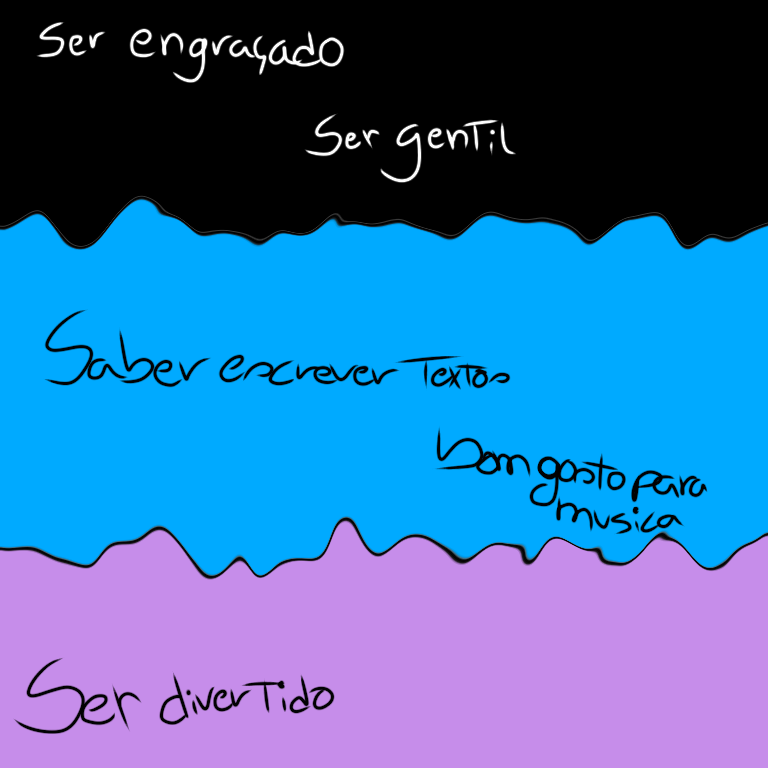 Ser engraçado
Ser gentil
Saber escrever textos
bom gosto para
musica
Ser divertido